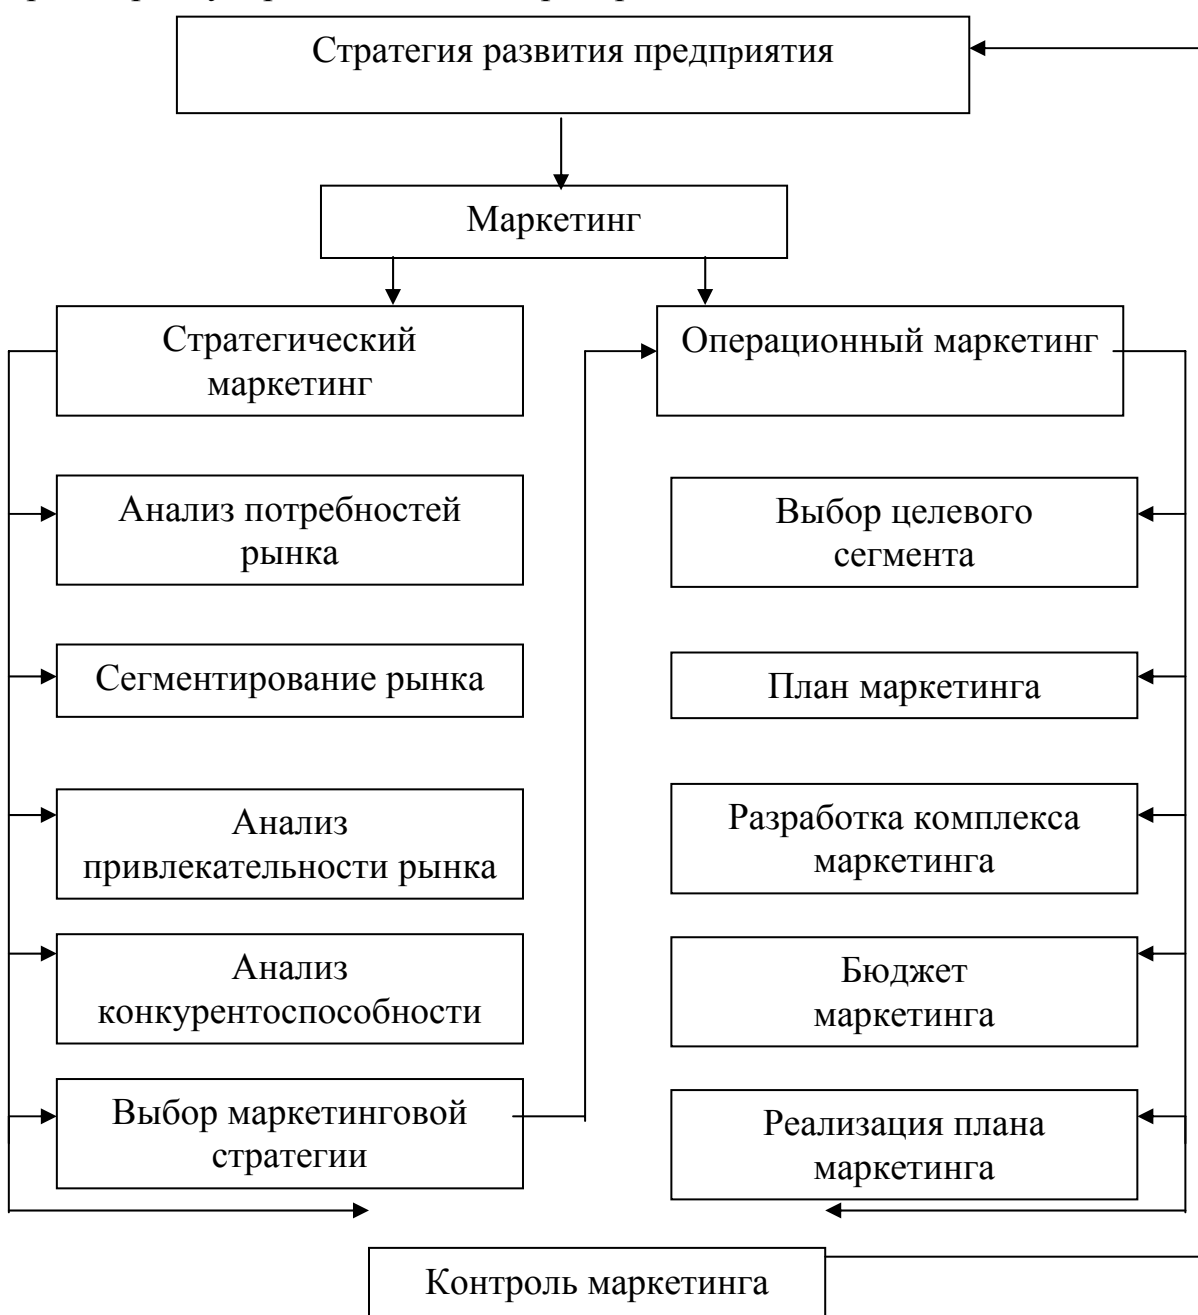 Стратегия развития предприятия
Маркетинг
Стратегический
маркетинг
Операционный маркетинг
Анализ потребностей
рынка
Выбор целевого
сегмента
Сегментирование рынка
План маркетинга
Анализ
привлекательности рынка
Разработка комплекса
маркетинга
Анализ
конкурентоспособности
Бюджет
маркетинга
Выбор маркетинговой
стратегии
Реализация плана
маркетинга
Контроль маркетинга